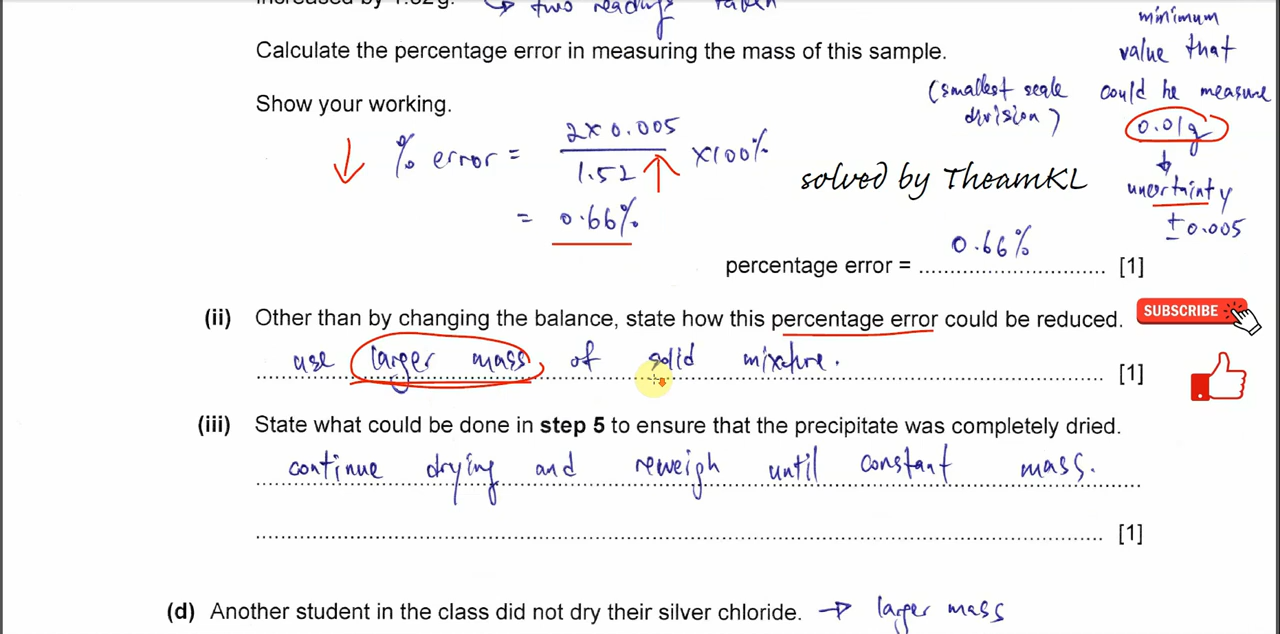 two readings taken
Calculate the percentage error in measuring the mass of this sample.
Show your working.
minimum
value that
could be measure
(smallest scale
division)
0.01g
uncertainty
±0.005
% error = 2 × 0.005
1.52
×100%
= 0.66%
solved by TheamKL
0.66%
percentage error = ........................................ [1]
(ii) Other than by changing the balance, state how this percentage error could be reduced.
SUBSCRIBE
use larger mass of solid mixture.
[1]
(iii) State what could be done in step 5 to ensure that the precipitate was completely dried.
continue drying and reweigh until constant mass.
[1]
(d) Another student in the class did not dry their silver chloride. → larger mass